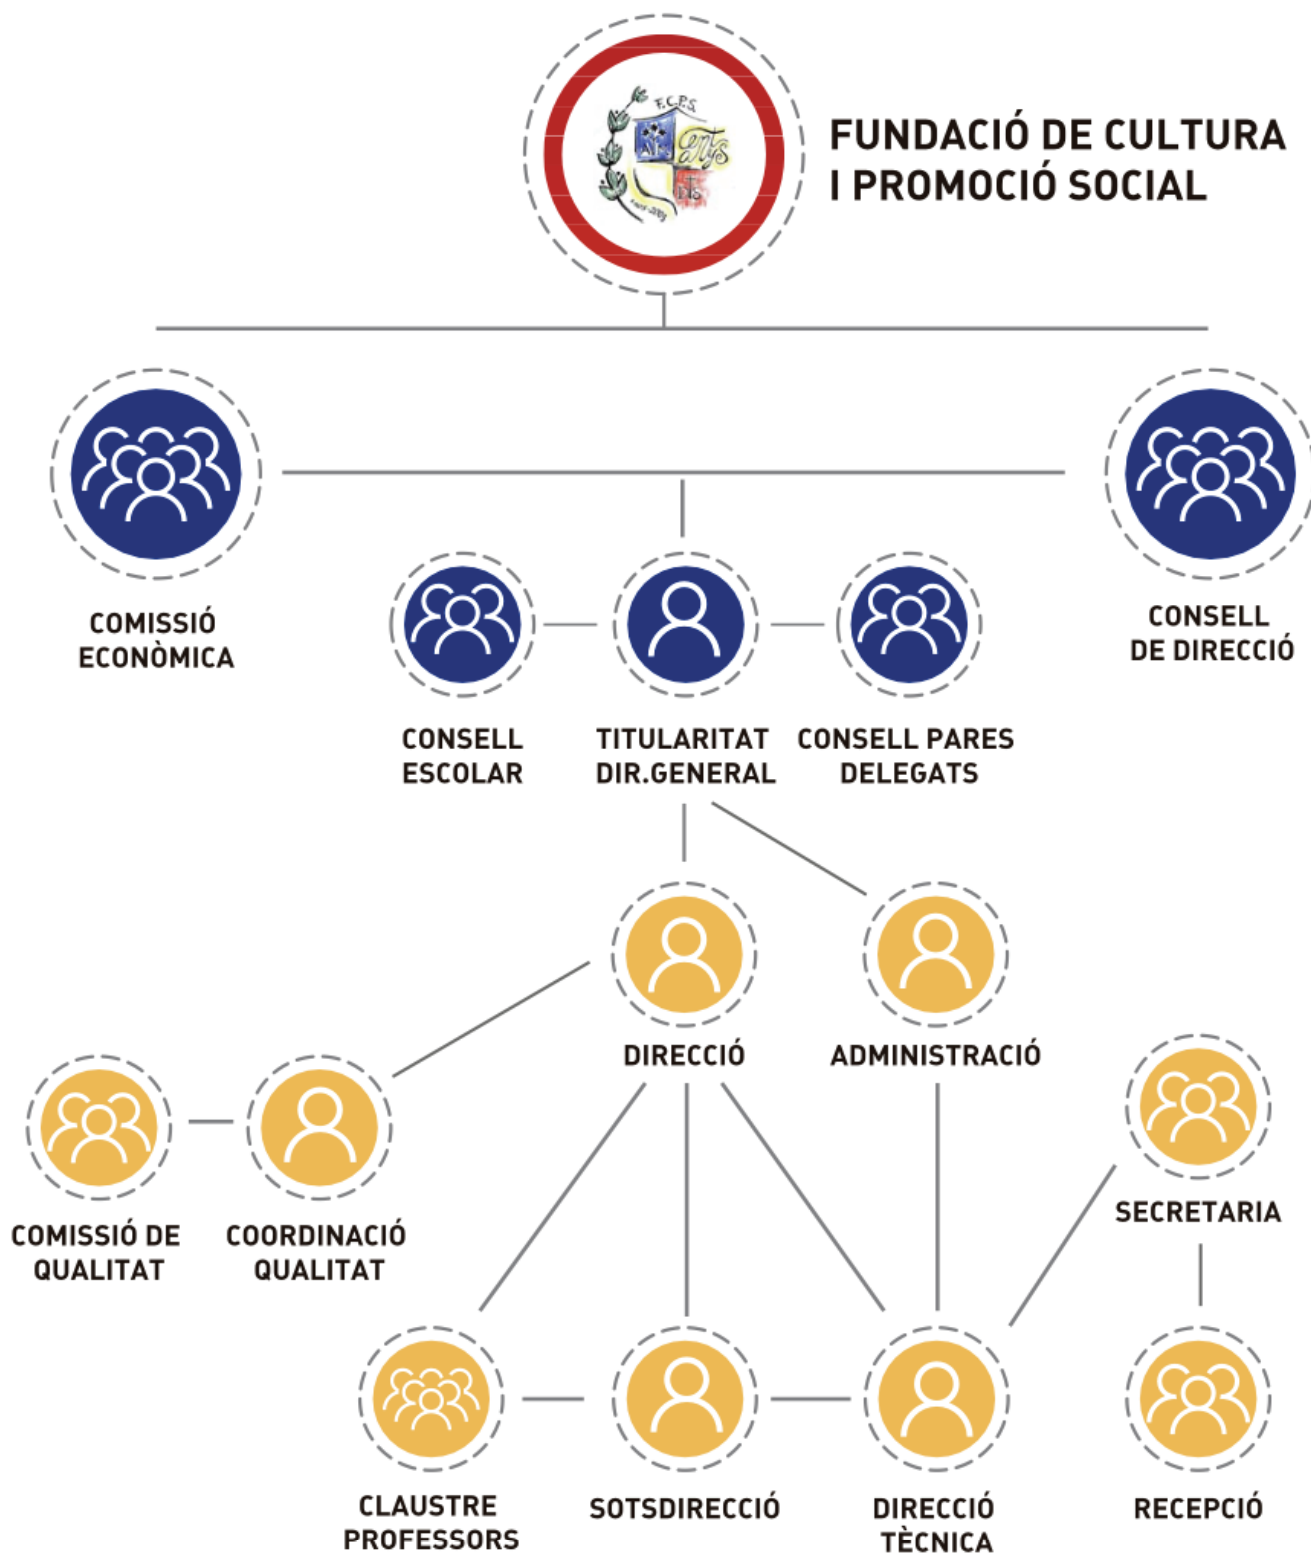 F.C.P.S.
FUNDACIÓ DE CULTURA
I PROMOCIÓ SOCIAL
COMISSIÓ
ECONÒMICA
CONSELL
DE DIRECCIÓ
CONSELL
ESCOLAR
TITULARITAT
DIR.GENERAL
CONSELL PARES
DELEGATS
DIRECCIÓ
ADMINISTRACIÓ
COMISSIÓ DE
QUALITAT
COORDINACIÓ
QUALITAT
SECRETARIA
CLAUSTRE
PROFESSORS
SOTSDIRECCIÓ
DIRECCIÓ
TÈCNICA
RECEPCIÓ